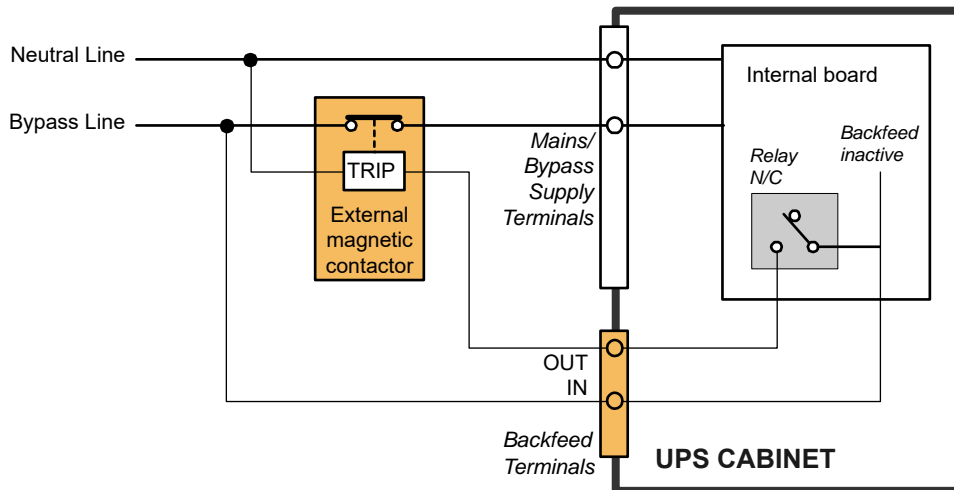 Neutral Line
Bypass Line
TRIP
External
magnetic
contactor
Mains/
Bypass
Supply
Terminals
Internal board
Relay
N/C
Backfeed
inactive
OUT
IN
Backfeed
Terminals
UPS CABINET